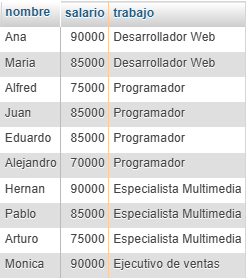 nombre salario trabajo
Ana 90000 Desarrollador Web
Maria 85000 Desarrollador Web
Alfred 75000 Programador
Juan 85000 Programador
Eduardo 85000 Programador
Alejandro 70000 Programador
Hernan 90000 Especialista Multimedia
Pablo 85000 Especialista Multimedia
Arturo 75000 Especialista Multimedia
Monica 90000 Ejecutivo de ventas